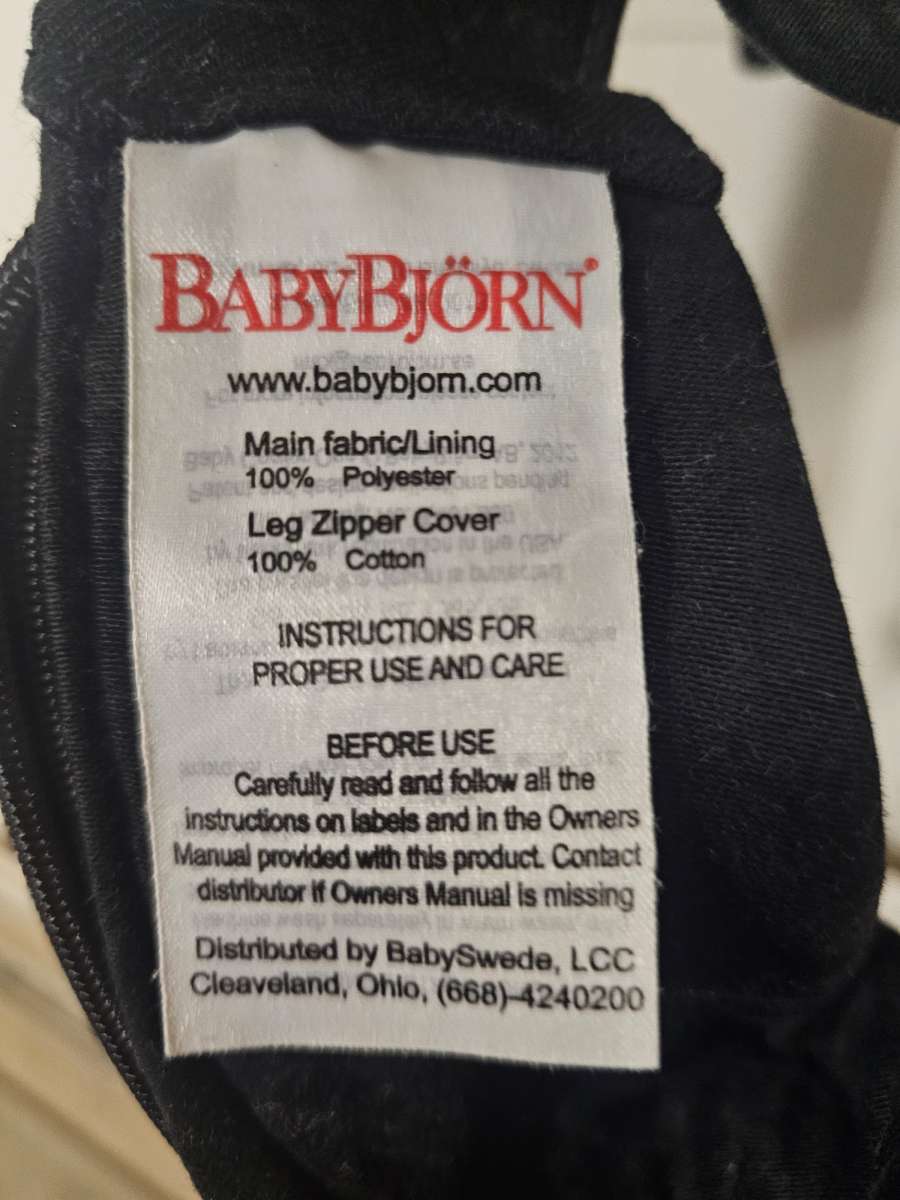 BABYBJÖRN
www.babybjorn.com
Main fabric/Lining
100% Polyester
Leg Zipper Cover
100% Cotton
INSTRUCTIONS FOR
PROPER USE AND CARE
BEFORE USE
Carefully read and follow all the
instructions on labels and in the Owners
Manual provided with this product. Contact
distributor if Owners Manual is missing
Distributed by BabySwede, LCC
Cleaveland, Ohio, (668)-4240200